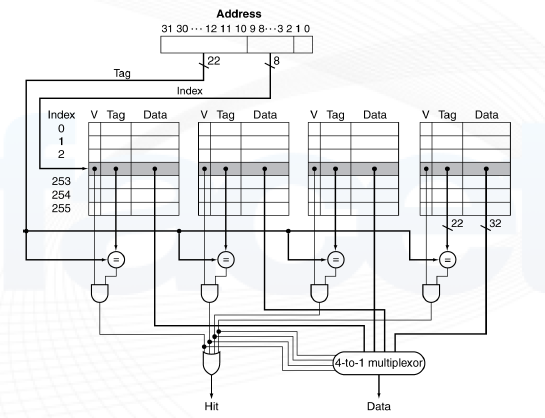 Address
31 30 ··· 12 11 10 9 8 ··· 3 2 1 0
22
8
Tag
Index
Index V Tag Data V Tag Data V Tag Data V Tag Data
0
1
2
253
254
255
22
32
= = = =
4-to-1 multiplexor
Hit
Data